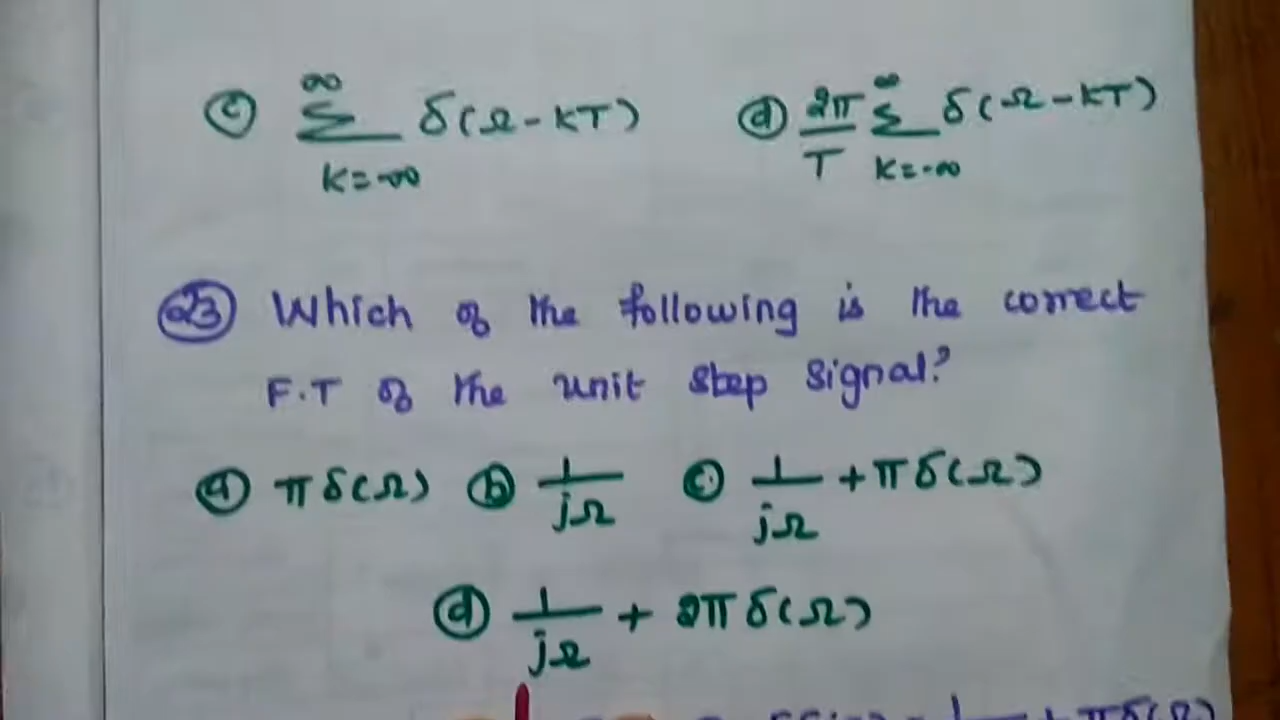 ⓒ ∞ Σ k=-∞ δ(Ω-kT) ⓓ 2π/T ∞ Σ k=-∞ δ(Ω-kT)
㉓ Which of the following is the correct
F.T of the unit step signal?
ⓐ πδ(Ω) ⓑ 1/jΩ ⓒ 1/jΩ + πδ(Ω)
ⓓ 1/jΩ + 2πδ(Ω)